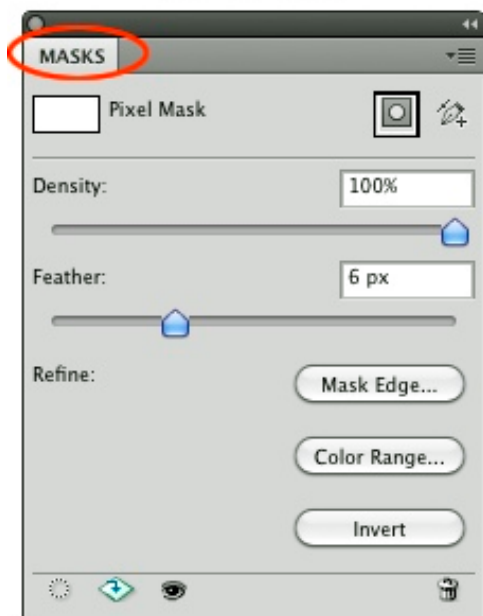 MASKS
Pixel Mask
Density:
100%
Feather:
6 px
Refine:
Mask Edge...
Color Range...
Invert